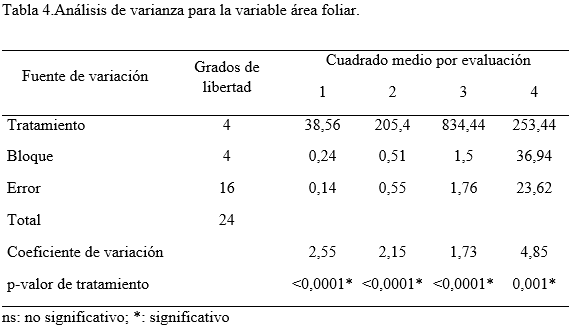 Tabla 4.Análisis de varianza para la variable área foliar.
Fuente de variación Grados de libertad Cuadrado medio por evaluación
1 2 3 4
Tratamiento 4 38,56 205,4 834,44 253,44
Bloque 4 0,24 0,51 1,5 36,94
Error 16 0,14 0,55 1,76 23,62
Total 24
Coeficiente de variación 2,55 2,15 1,73 4,85
p-valor de tratamiento <0,0001* <0,0001* <0,0001* 0,001*
ns: no significativo; *: significativo